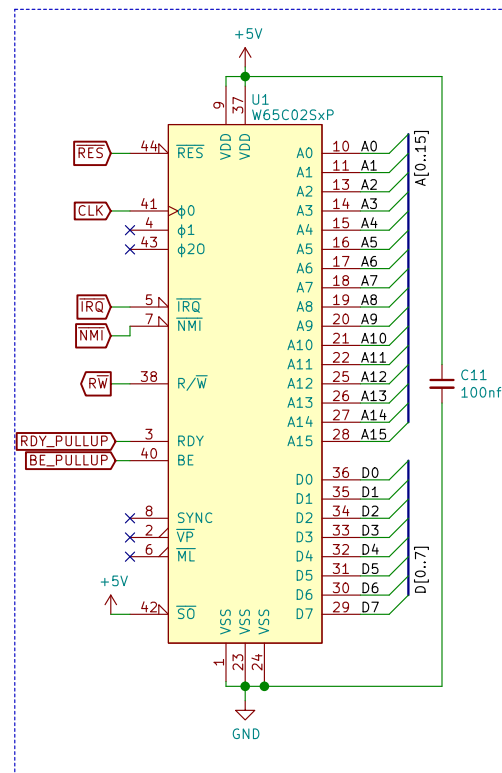 +5V
U1
W65C02SxP
9
37
VDD
VDD
RES
44
RES
CLK
41
ϕ0
4
ϕ1
43
ϕ2O
IRQ
5
IRQ
NMI
7
NMI
RW
38
R/W
RDY_PULLUP
3
RDY
BE_PULLUP
40
BE
8
SYNC
2
VP
6
ML
+5V
42
SO
A0
10
A0
A1
11
A1
A2
13
A2
A3
14
A3
A4
15
A4
A5
16
A5
A6
17
A6
A7
18
A7
A8
19
A8
A9
20
A9
A10
21
A10
A11
22
A11
A12
25
A12
A13
26
A13
A14
27
A14
A15
28
A15
A[0..15]
D0
36
D0
D1
35
D1
D2
34
D2
D3
33
D3
D4
32
D4
D5
31
D5
D6
30
D6
D7
29
D7
D[0..7]
C11
100nf
VSS
VSS
VSS
1
23
24
GND